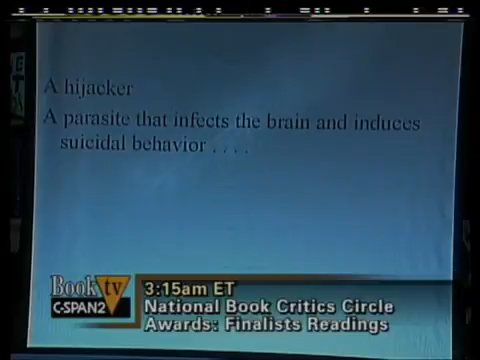 A hijacker
A parasite that infects the brain and induces
suicidal behavior . . . .
Book tv
C-SPAN2
3:15am ET
National Book Critics Circle
Awards: Finalists Readings